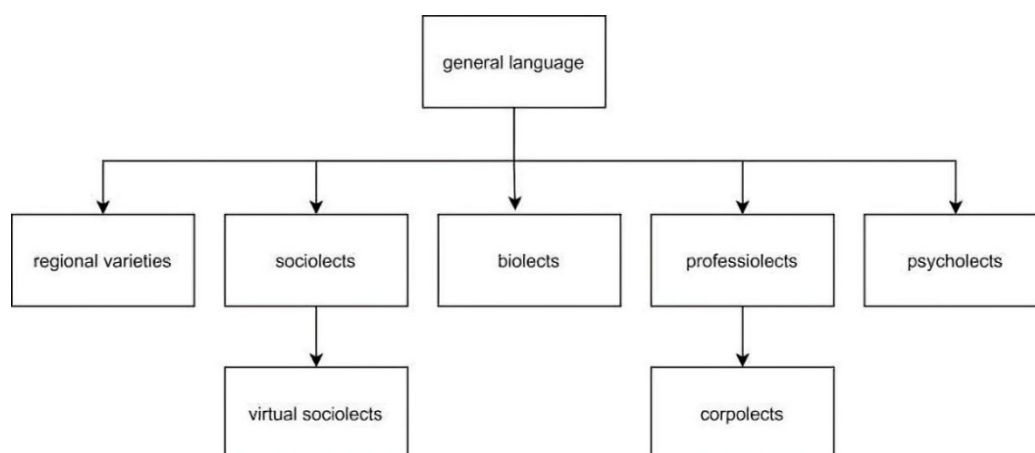 general language
regional varieties
sociolects
biolects
professiolects
psycholects
virtual sociolects
corpolects